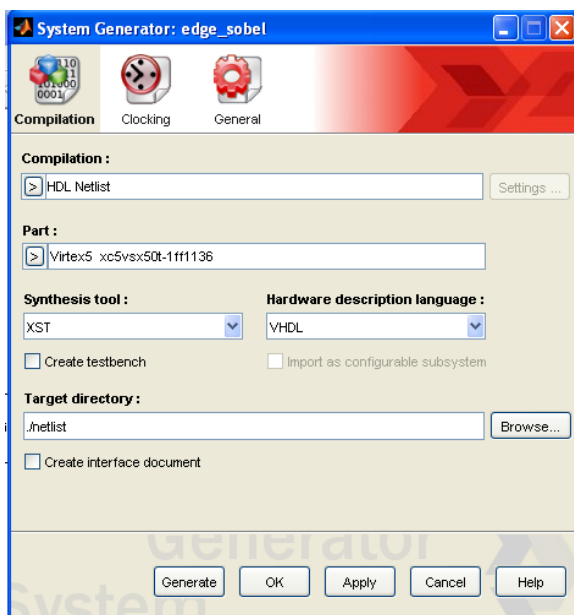 System Generator: edge_sobel
Compilation
Clocking
General
Compilation :
> HDL Netlist
Settings ...
Part :
> Virtex5 xc5vsx50t-1ff1136
Synthesis tool :
Hardware description language :
XST
VHDL
Create testbench
Import as configurable subsystem
Target directory :
./netlist
Browse...
Create interface document
Generator
System
Generate
OK
Apply
Cancel
Help